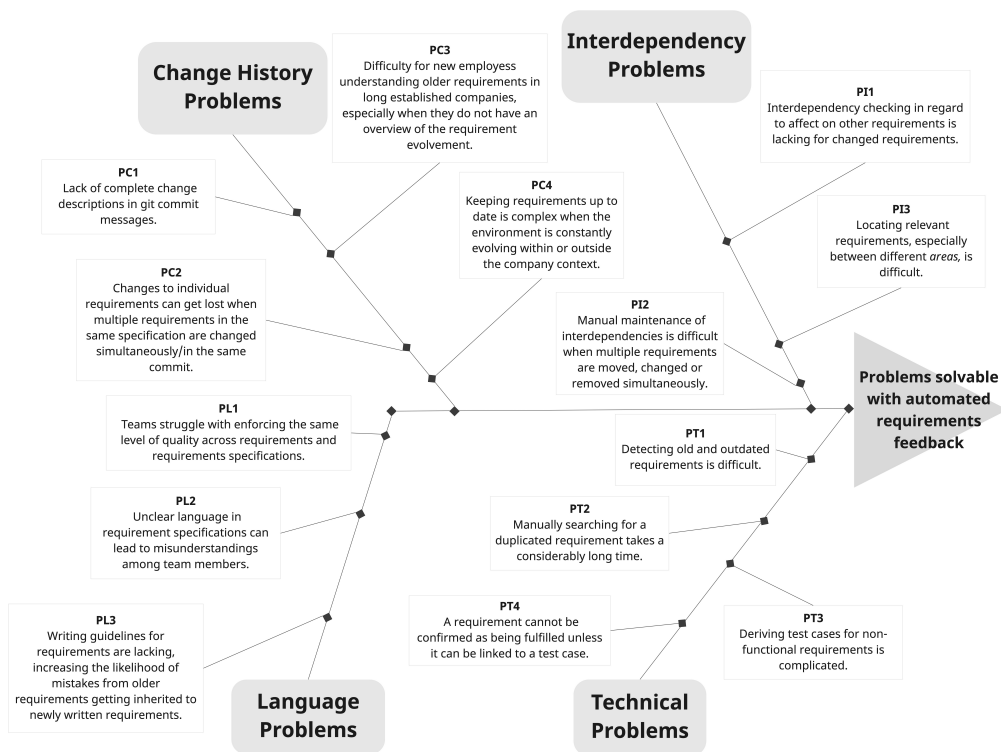 Change History
Problems
PC3
Difficulty for new employess
understanding older requirements in
long established companies,
especially when they do not have an
overview of the requirement
evolvement.
Interdependency
Problems
PI1
Interdependency checking in regard
to affect on other requirements is
lacking for changed requirements.
PC1
Lack of complete change
descriptions in git commit
messages.
PC4
Keeping requirements up to
date is complex when the
environment is constantly
evolving within or outside
the company context.
PI3
Locating relevant
requirements, especially
between different areas, is
difficult.
PC2
Changes to individual
requirements can get lost when
multiple requirements in the
same specification are changed
simultaneously/in the same
commit.
PI2
Manual maintenance of
interdependencies is difficult
when multiple requirements
are moved, changed or
removed simultaneously.
Problems solvable
with automated
requirements
feedback
PL1
Teams struggle with enforcing the same
level of quality across requirements and
requirements specifications.
PT1
Detecting old and outdated
requirements is difficult.
PL2
Unclear language in
requirement specifications can
lead to misunderstandings
among team members.
PT2
Manually searching for a
duplicated requirement takes a
considerably long time.
PL3
Writing guidelines for
requirements are lacking,
increasing the likelihood of
mistakes from older
requirements getting inherited to
newly written requirements.
PT4
A requirement cannot be
confirmed as being fulfilled unless
it can be linked to a test case.
PT3
Deriving test cases for non-
functional requirements is
complicated.
Language
Problems
Technical
Problems